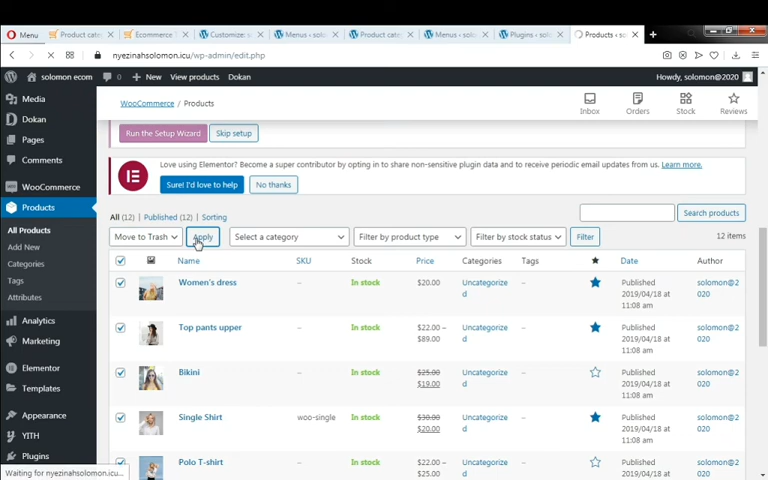 Menu
Product categ
Ecommerce
Customize: s
Menus ‹ solo
Product categ
Menus ‹ solo
Plugins ‹ solo
Products ‹ so
nyezinahsolomon.icu/wp-admin/edit.php
solomon ecom 0 + New View products Dokan Howdy, solomon@2020
Media
Dokan
Pages
Comments
WooCommerce
Products
All Products
Add New
Categories
Tags
Attributes
Analytics
Marketing
Elementor
Templates
Appearance
YITH
Plugins
WooCommerce / Products
Inbox Orders Stock Reviews
Run the Setup Wizard Skip setup
Love using Elementor? Become a super contributor by opting in to share non-sensitive plugin data and to receive periodic email updates from us. Learn more.
Sure! I'd love to help No thanks
All (12) | Published (12) | Sorting
Search products
Move to Trash Apply Select a category Filter by product type Filter by stock status Filter 12 items
Name SKU Stock Price Categories Tags Date Author
Women's dress – In stock $20.00 Uncategorized – Published 2019/04/18 at 11:08 am solomon@2020
Top pants upper – In stock $22.00 – $89.00 Uncategorized – Published 2019/04/18 at 11:08 am solomon@2020
Bikini – In stock $25.00 $19.00 Uncategorized – Published 2019/04/18 at 11:08 am solomon@2020
Single Shirt woo-single In stock $30.00 $20.00 Uncategorized – Published 2019/04/18 at 11:08 am solomon@2020
Polo T-shirt – In stock $22.00 – $25.00 Uncategorized – Published 2019/04/18 solomon@2020
Waiting for nyezinahsolomon.icu...